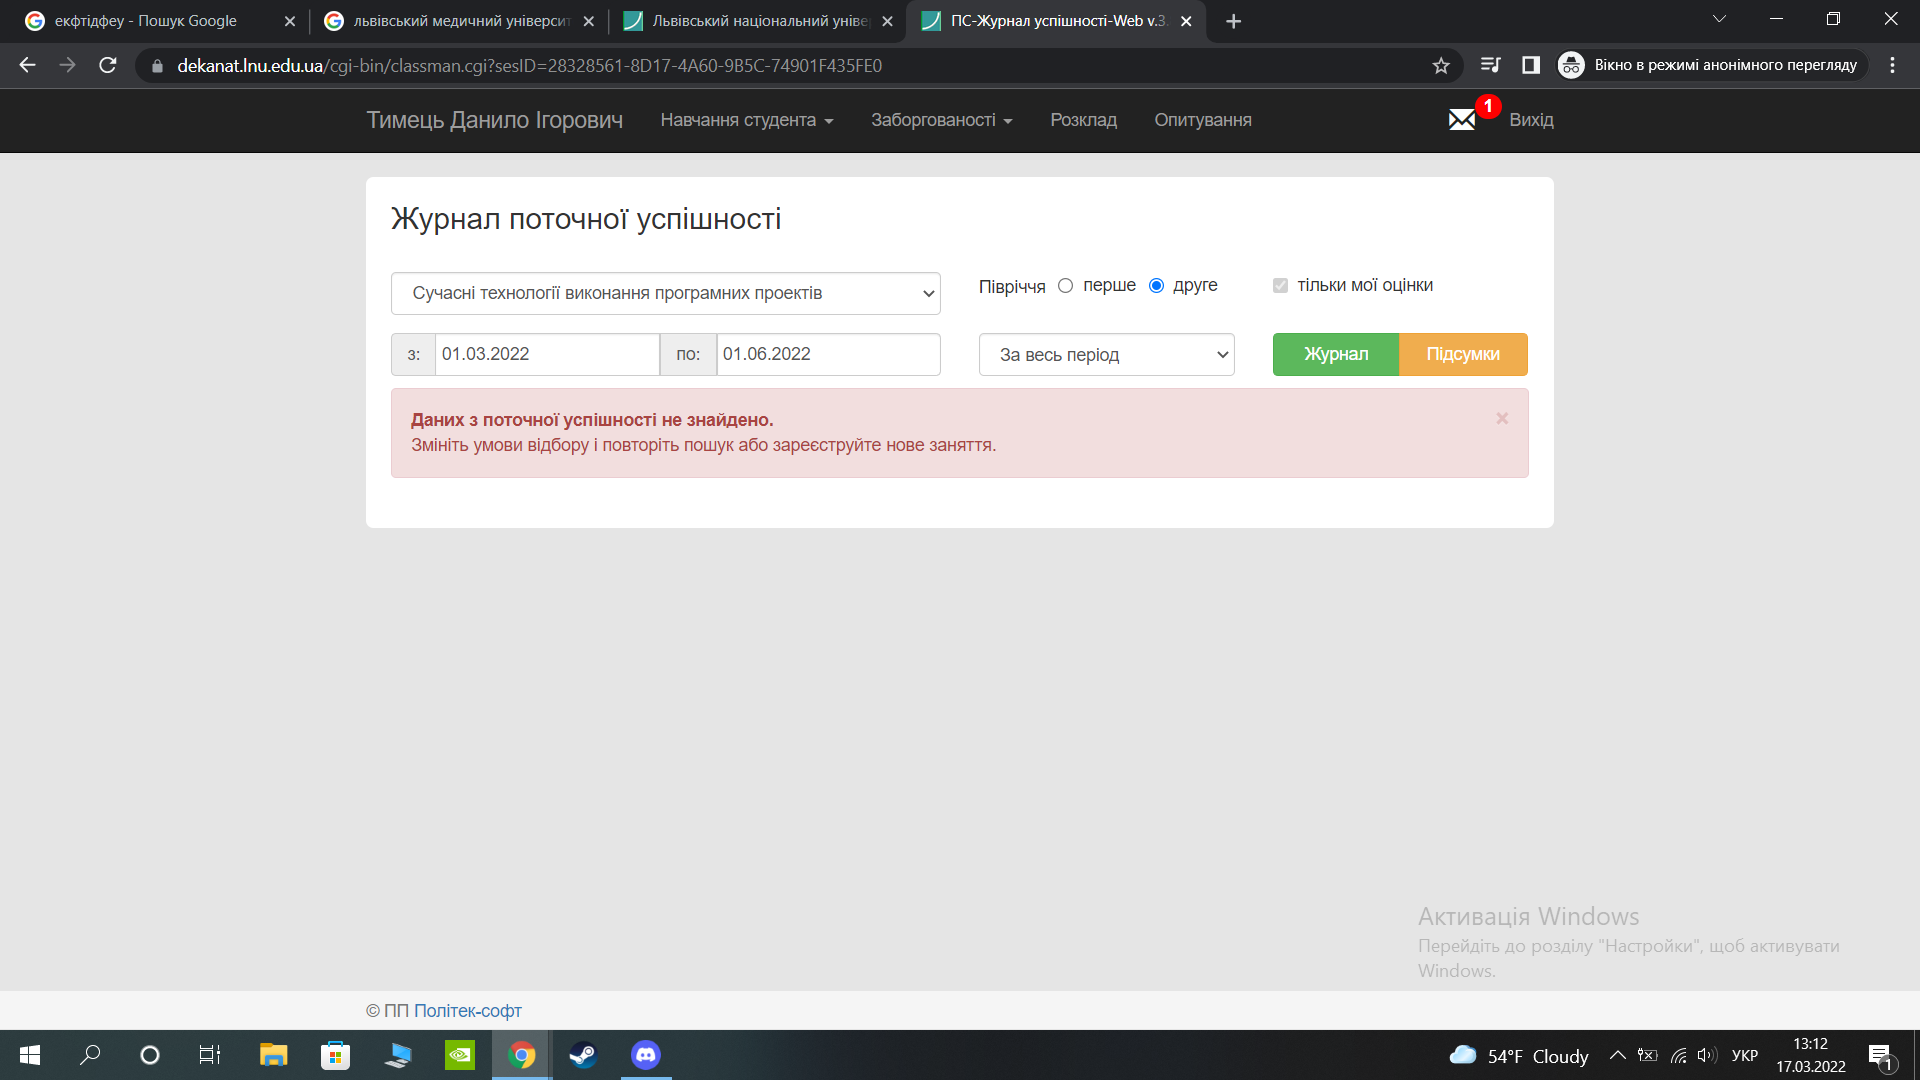 екфтідфеу - Пошук Google
львівський медичний університ
Львівський національний уніве
ПС-Журнал успішності-Web v.3.
dekanat.lnu.edu.ua/cgi-bin/classman.cgi?sesID=28328561-8D17-4A60-9B5C-74901F435FE0
Вікно в режимі анонімного перегляду
Тимець Данило Ігорович
Навчання студента
Заборгованості
Розклад
Опитування
1
Вихід
Журнал поточної успішності
Сучасні технології виконання програмних проектів
Півріччя
перше
друге
тільки мої оцінки
з:
01.03.2022
по:
01.06.2022
За весь період
Журнал
Підсумки
Даних з поточної успішності не знайдено.
×
Змініть умови відбору і повторіть пошук або зареєструйте нове заняття.
Активація Windows
Перейдіть до розділу "Настройки", щоб активувати
Windows.
© ПП Політек-софт
54°F Cloudy
УКР
13:12
17.03.2022
1